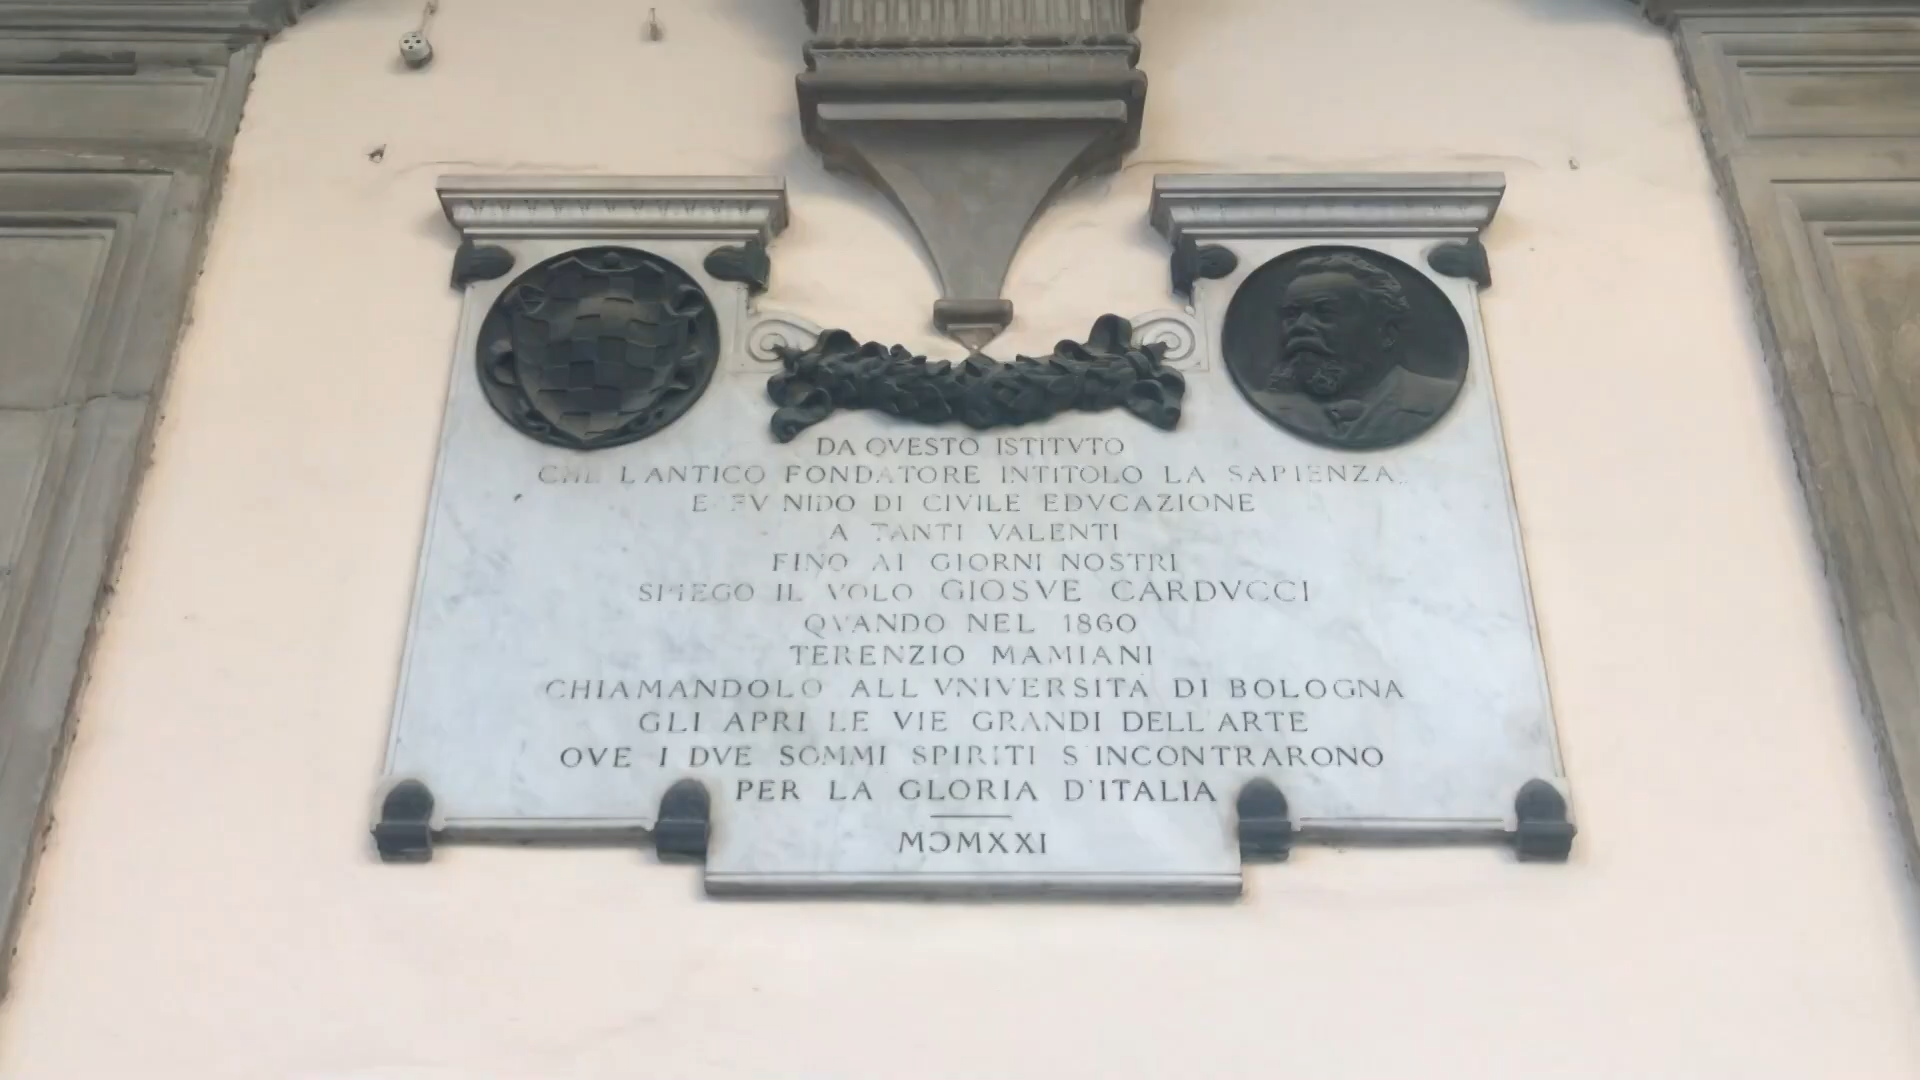 DA QVESTO ISTITVTO
CHE L'ANTICO FONDATORE INTITOLO LA SAPIENZA
E FV NIDO DI CIVILE EDVCAZIONE
A TANTI VALENTI
FINO AI GIORNI NOSTRI
SPIEGO IL VOLO GIOSVE CARDVCCI
QVANDO NEL 1860
TERENZIO MAMIANI
CHIAMANDOLO ALL VNIVERSITA DI BOLOGNA
GLI APRI LE VIE GRANDI DELL'ARTE
OVE I DVE SOMMI SPIRITI S'INCONTRARONO
PER LA GLORIA D'ITALIA
MƆMXXI